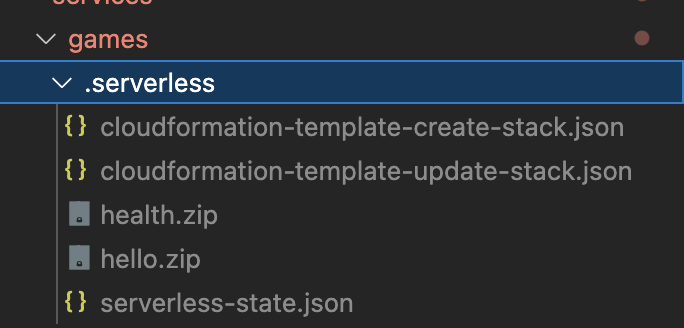 services
games
.serverless
{} cloudformation-template-create-stack.json
{} cloudformation-template-update-stack.json
health.zip
hello.zip
{} serverless-state.json